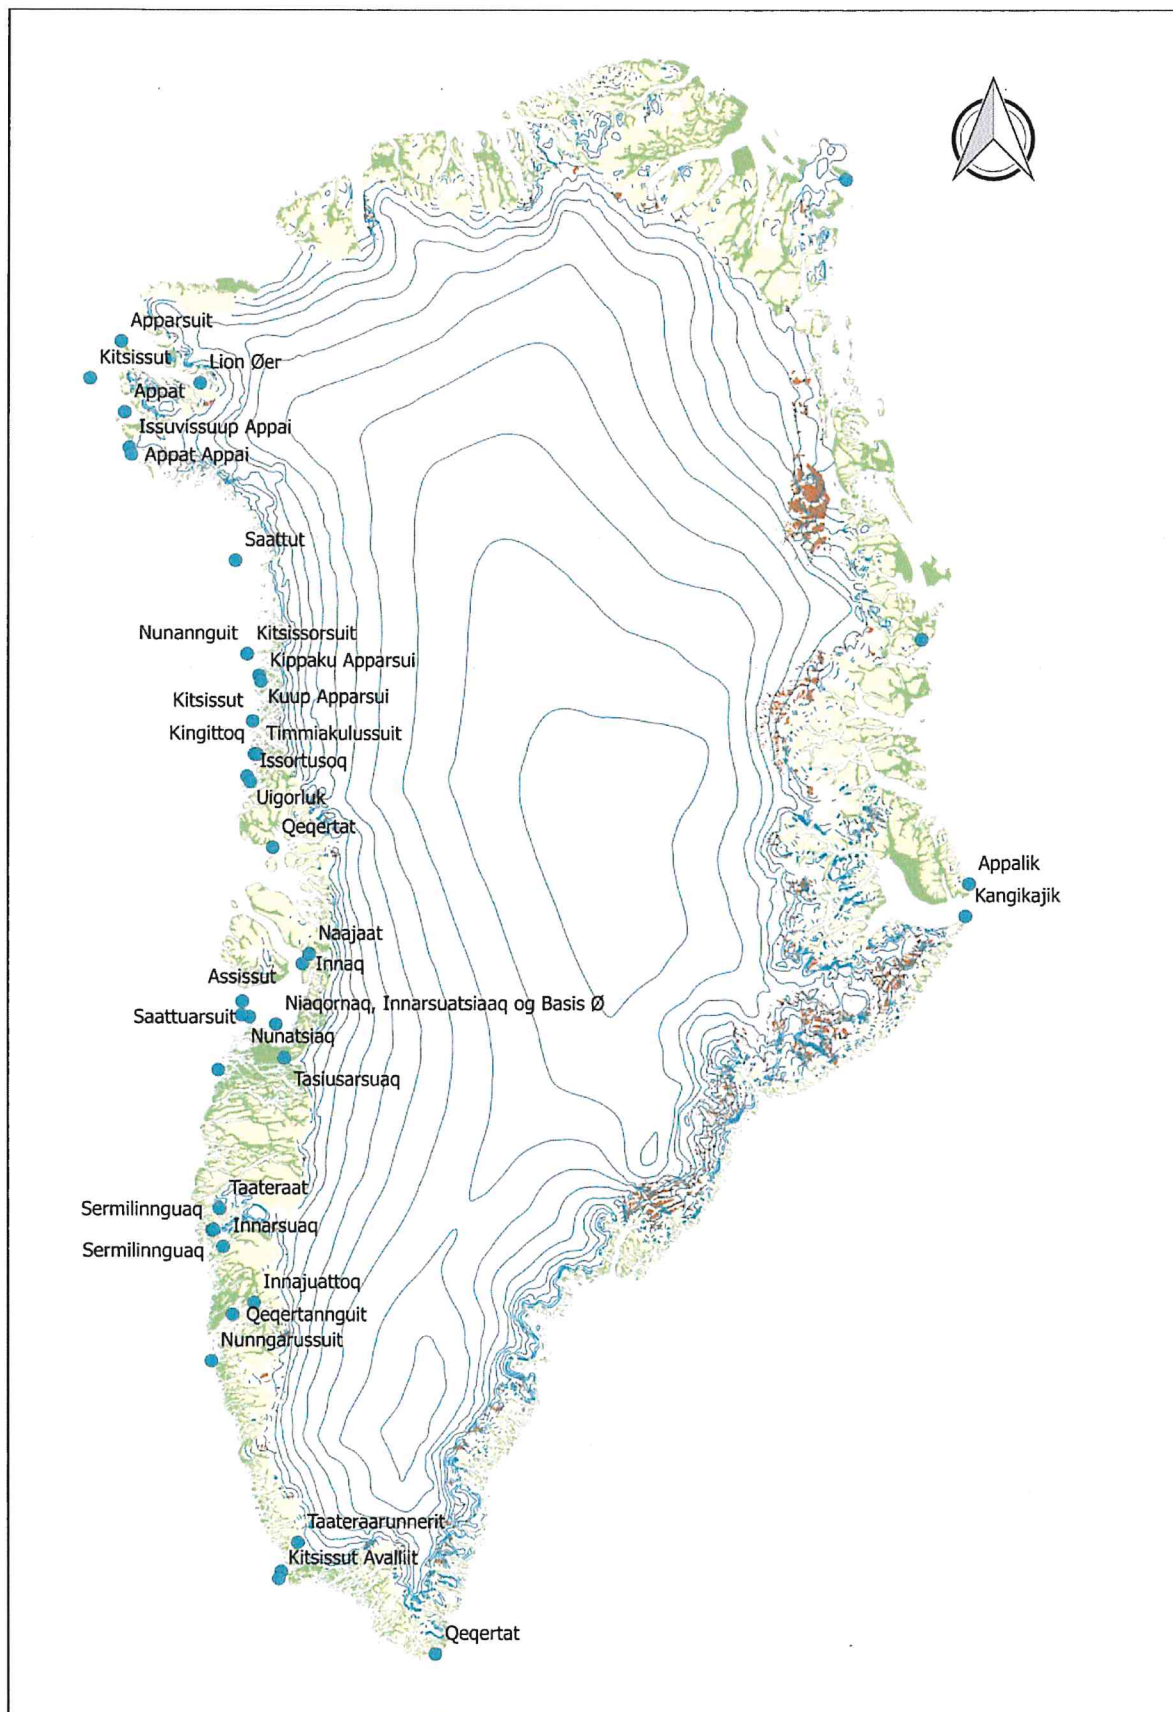 Apparsuit
Kitsissut
Lion Øer
Appat
Issuvissuup Appai
Appat Appai
Saattut
Nunannguit
Kitsissorsuit
Kippaku Apparsui
Kitsissut
Kuup Apparsui
Kingittoq
Timmiakulussuit
Issortusoq
Uigorluk
Qeqertat
Appalik
Kangikajik
Naajaat
Innaq
Assissut
Niaqornaq, Innarsuatsiaaq og Basis Ø
Saattuarsuit
Nunatsiaq
Tasiusarsuaq
Taateraat
Sermilinnguaq
Innarsuaq
Sermilinnguaq
Innajuattoq
Qeqertannguit
Nunngarussuit
Taateraarunnerit
Kitsissut Avalliit
Qeqertat